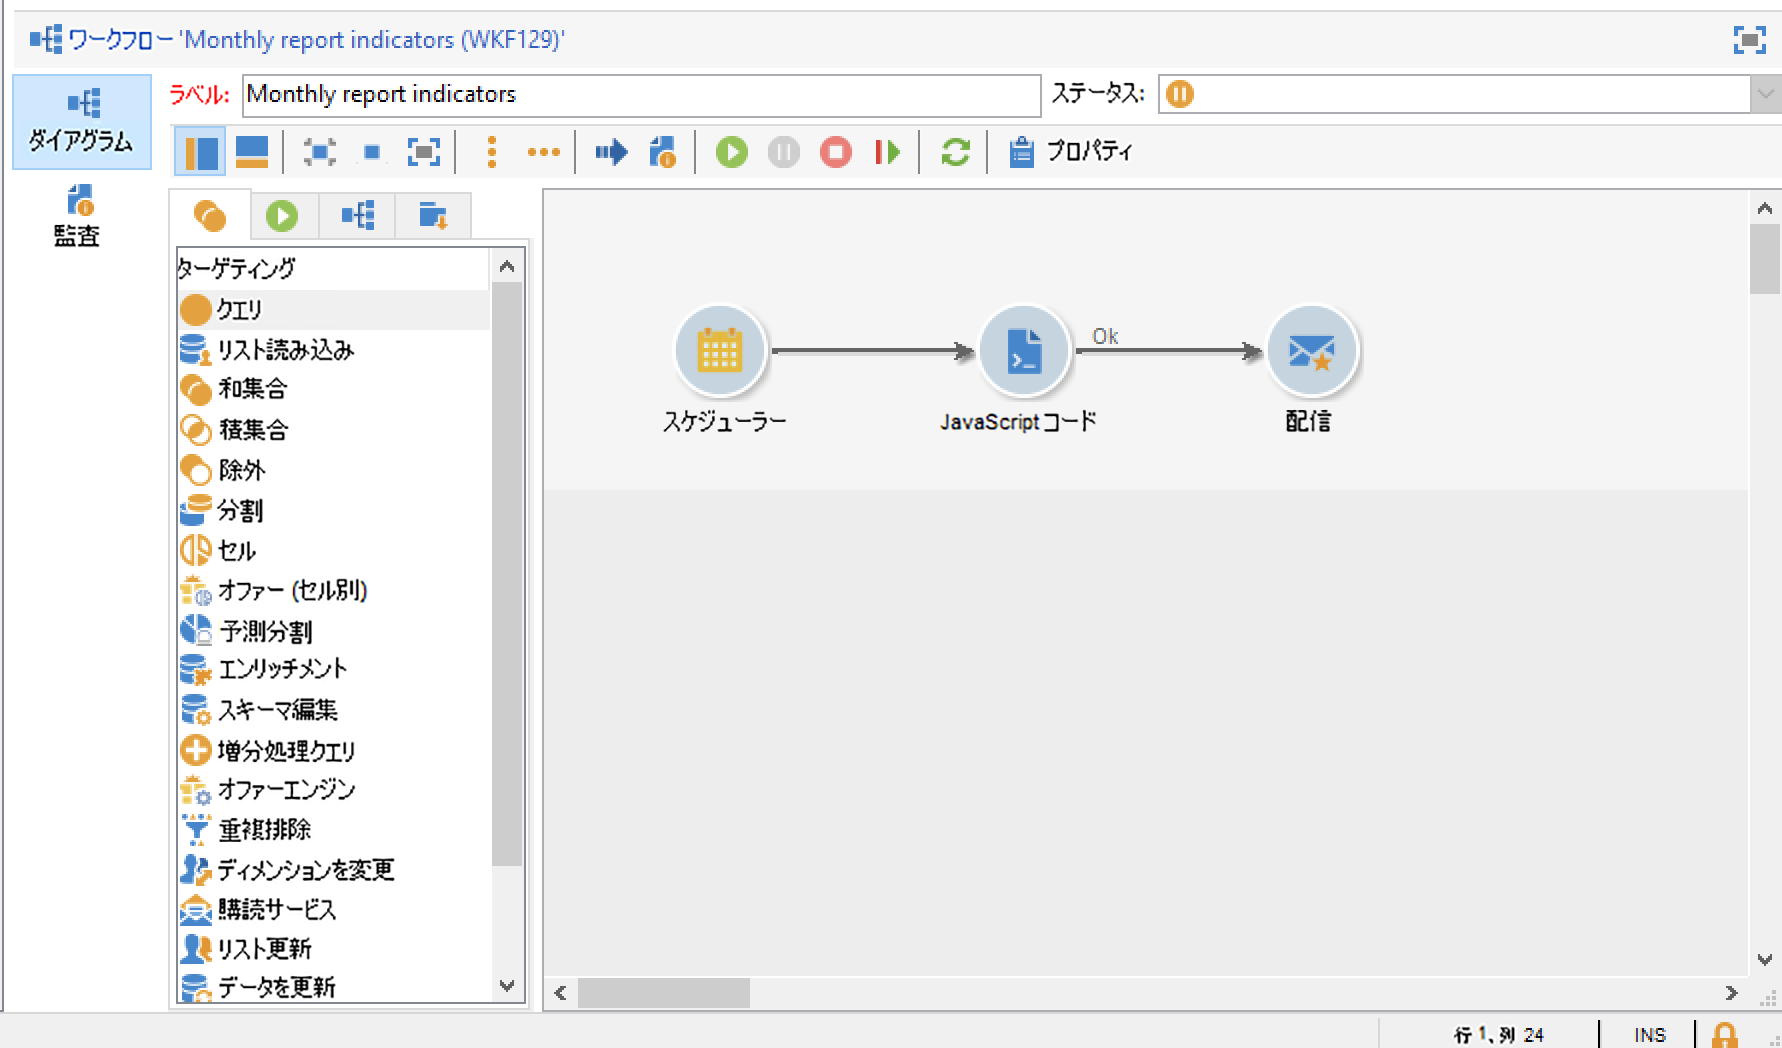 ワークフロー 'Monthly report indicators (WKF129)'
ダイアグラム
監査
ラベル: Monthly report indicators ステータス:
プロパティ
ターゲティング
クエリ
リスト読み込み
和集合
積集合
除外
分割
セル
オファー (セル別)
予測分割
エンリッチメント
スキーマ編集
増分処理クエリ
オファーエンジン
重複排除
ディメンションを変更
購読サービス
リスト更新
データを更新
Ok
スケジューラー JavaScript コード 配信
行 1、列 24 INS